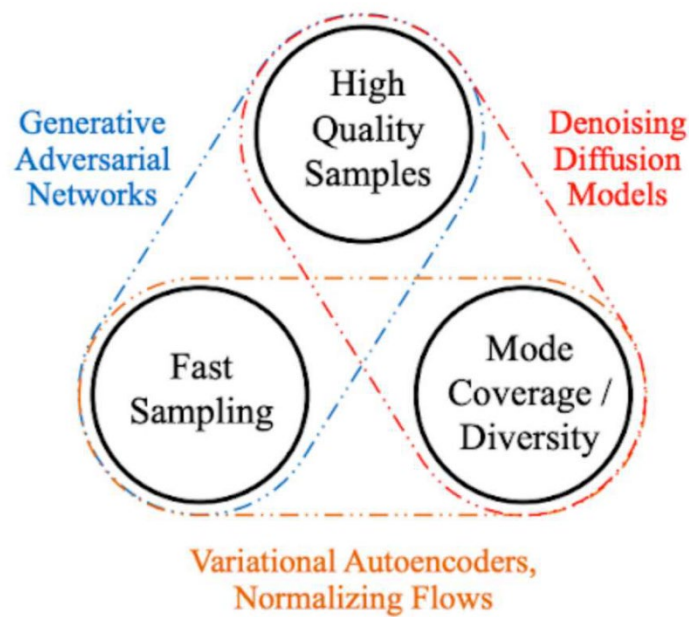 High
Quality
Samples
Generative
Adversarial
Networks
Denoising
Diffusion
Models
Fast
Sampling
Mode
Coverage /
Diversity
Variational Autoencoders,
Normalizing Flows